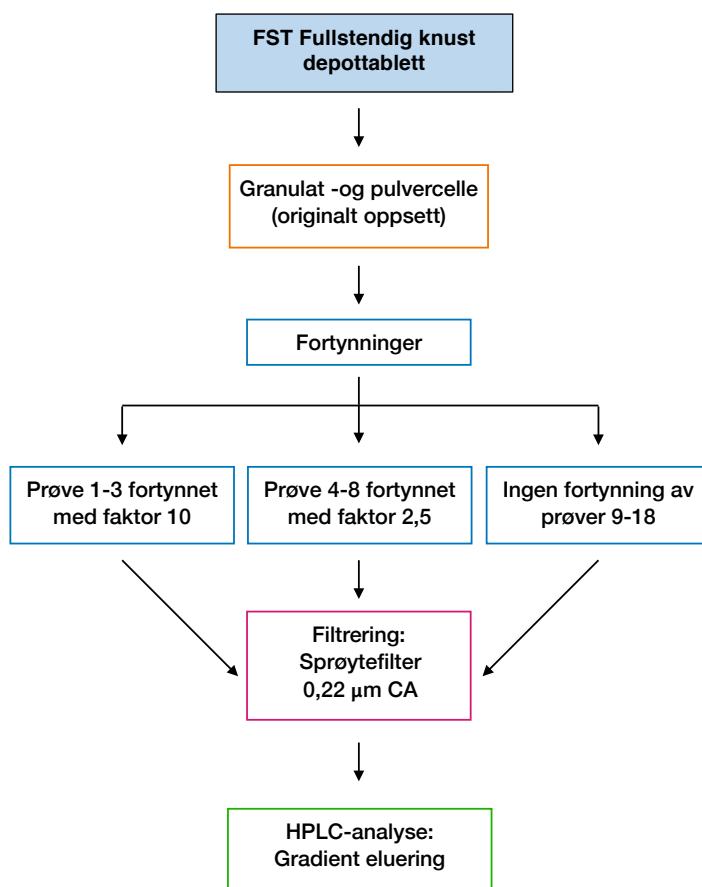 FST Fullstendig knust
depottablett
Granulat -og pulvercelle
(originalt oppsett)
Fortynninger
Prøve 1-3 fortynnet
med faktor 10
Prøve 4-8 fortynnet
med faktor 2,5
Ingen fortynning av
prøver 9-18
Filtrering:
Sprøytefilter
0,22 µm CA
HPLC-analyse:
Gradient eluering